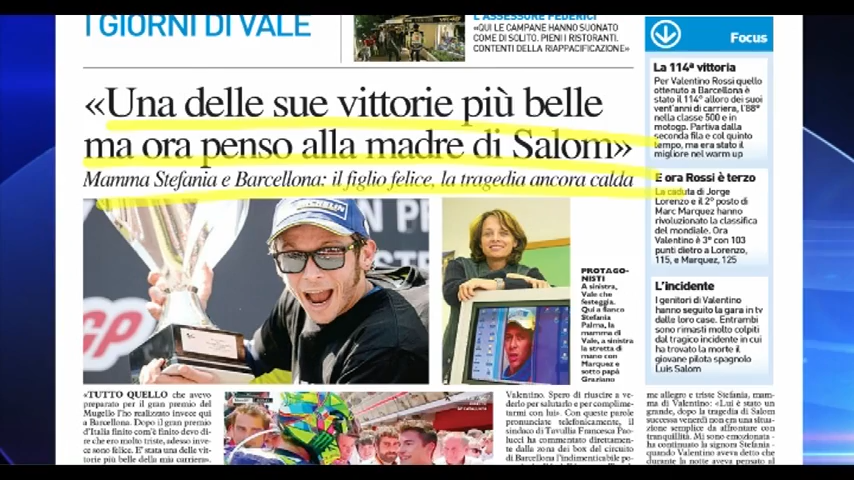 I GIORNI DI VALE
L'ASSESSORE FEDERICI
«QUI LE CAMPANE HANNO SUONATO
COME DI SOLITO. PIENI I RISTORANTI.
CONTENTI DELLA RIAPPACIFICAZIONE»
«Una delle sue vittorie più belle
ma ora penso alla madre di Salom»
Mamma Stefania e Barcellona: il figlio felice, la tragedia ancora calda
MICHELIN
GP
PROTAGO-
NISTI
A sinistra,
Vale che
festeggia.
Qui a fianco
Stefania
Palma, la
mamma di
Vale, a sinistra
la stretta di
mano con
Marquez e
sotto papà
Graziano
Focus
La 114ª vittoria
Per Valentino Rossi quello
ottenuto a Barcellona è
stato il 114° alloro dei suoi
vent'anni di carriera, l'88°
nella classe 500 e in
motogp. Partiva dalla
seconda fila e col quinto
tempo, ma era stato il
migliore nel warm up
E ora Rossi è terzo
La caduta di Jorge
Lorenzo e il 2° posto di
Marc Marquez hanno
rivoluzionato la classifica
del mondiale. Ora
Valentino è 3° con 103
punti dietro a Lorenzo,
115, e Marquez, 125
L'incidente
I genitori di Valentino
hanno seguito la gara in tv
dalle loro case. Entrambi
sono rimasti molto colpiti
dal tragico incidente in cui
ha trovato la morte il
giovane pilota spagnolo
Luis Salom
«TUTTO QUELLO che avevo
preparato per il gran premio del
Mugello l'ho realizzato invece qui
a Barcellona. Dopo il gran premio
d'Italia finito com'è finito devo di-
re che ero molto triste, adesso inve-
ce sono felice. E' stata una delle vit-
torie più belle della mia carriera».
Valentino. Spero di riuscire a ve-
derlo per salutarlo e per complime-
tarmi con lui». Con queste parole
pronunciate telefonicamente, il
sindaco di Tavullia Francesca Pao-
lucci ha commentato direttamente
dalla zona dei box del circuito
di Barcellona l'indimenticabile po-
me allegro e triste Stefania, mam-
ma di Valentino: «Lui è stato un
grande, dopo la tragedia di Salom
successa venerdì non era una situa-
zione semplice da affrontare con
tranquillità. Mi sono emozionata -
ha continuato la signora Stefania -
quando Valentino aveva detto che
durante la notte aveva pensato al